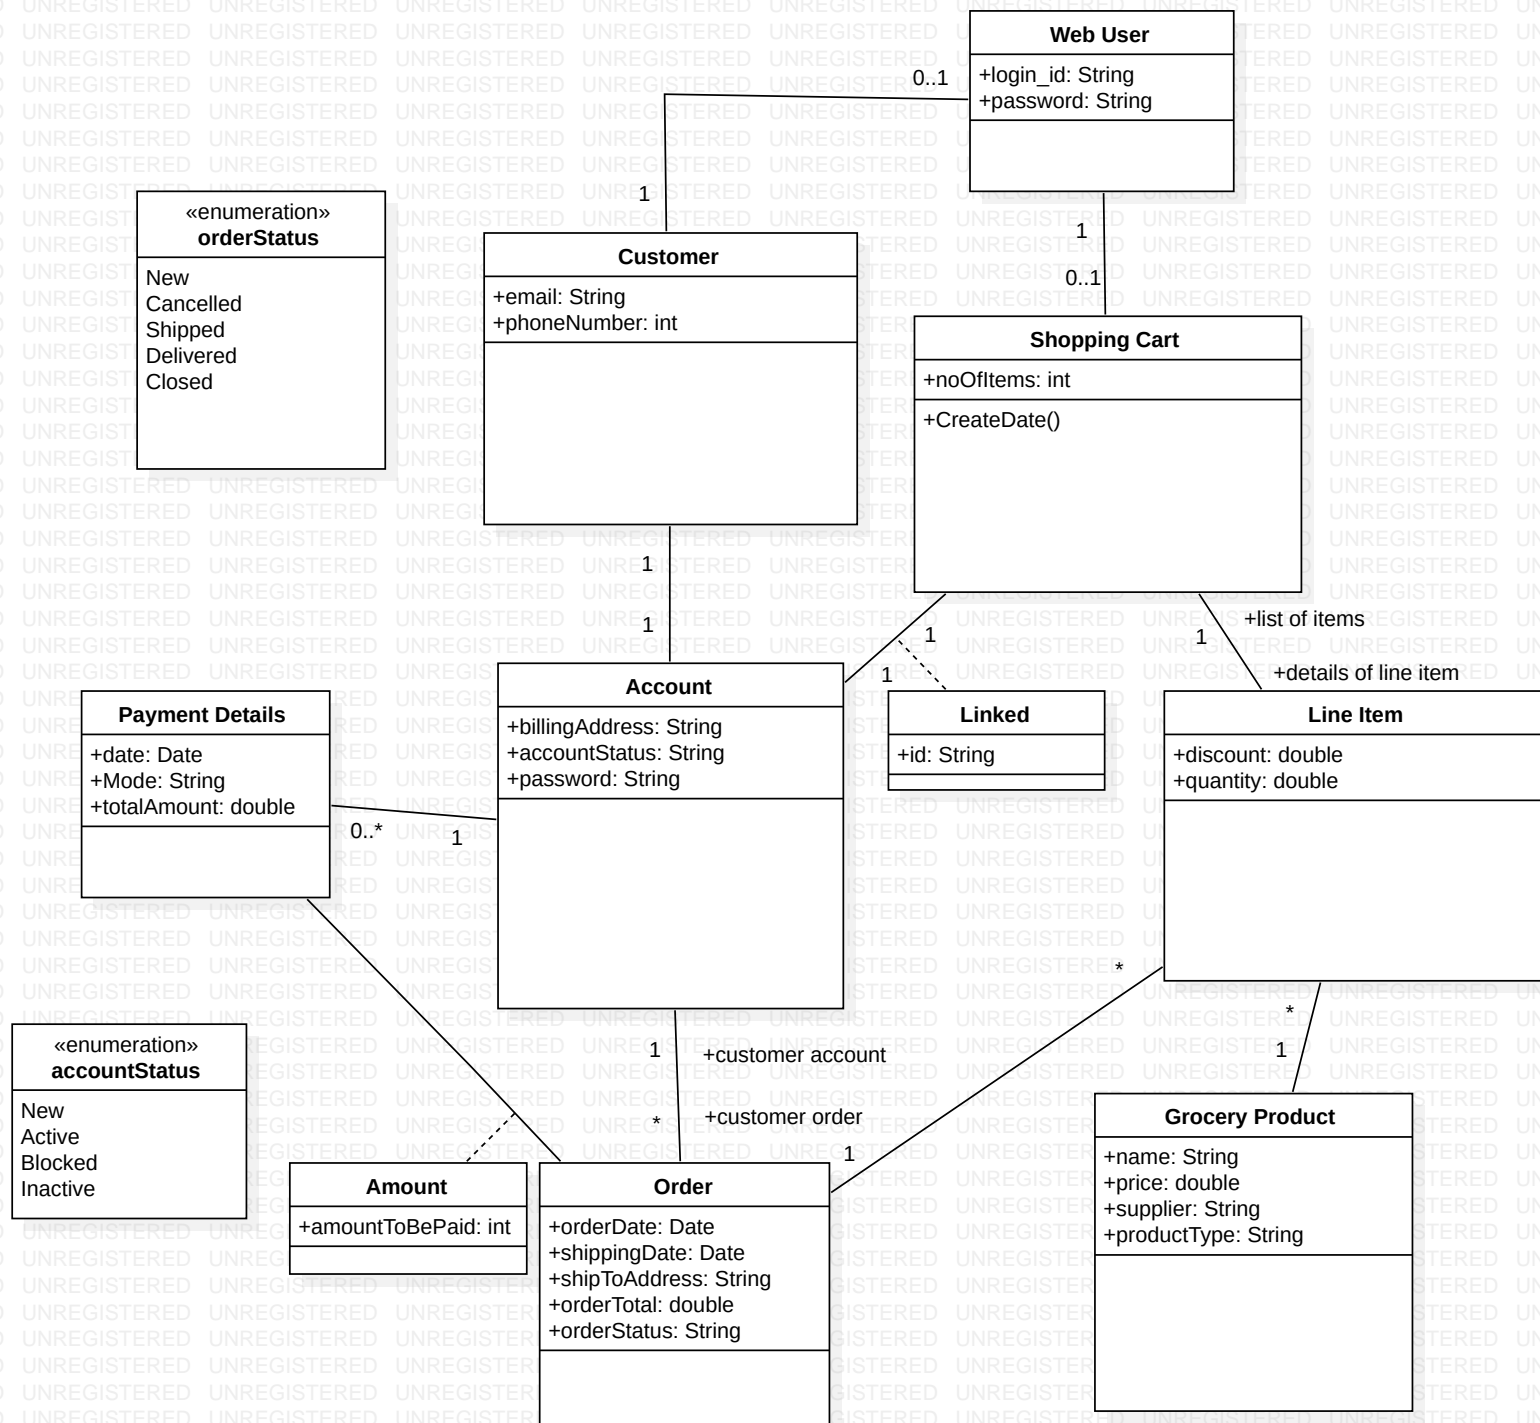 Web User
+login_id: String
+password: String
0..1
1
«enumeration»
orderStatus
New
Cancelled
Shipped
Delivered
Closed
Customer
+email: String
+phoneNumber: int
1
0..1
Shopping Cart
+noOfItems: int
+CreateDate()
1
1
1
1
+list of items
1
+details of line item
Account
+billingAddress: String
+accountStatus: String
+password: String
Linked
+id: String
Line Item
+discount: double
+quantity: double
Payment Details
+date: Date
+Mode: String
+totalAmount: double
0..*
1
*
*
1
1
+customer account
*
+customer order
1
«enumeration»
accountStatus
New
Active
Blocked
Inactive
Amount
+amountToBePaid: int
Order
+orderDate: Date
+shippingDate: Date
+shipToAddress: String
+orderTotal: double
+orderStatus: String
Grocery Product
+name: String
+price: double
+supplier: String
+productType: String
UNREGISTERED